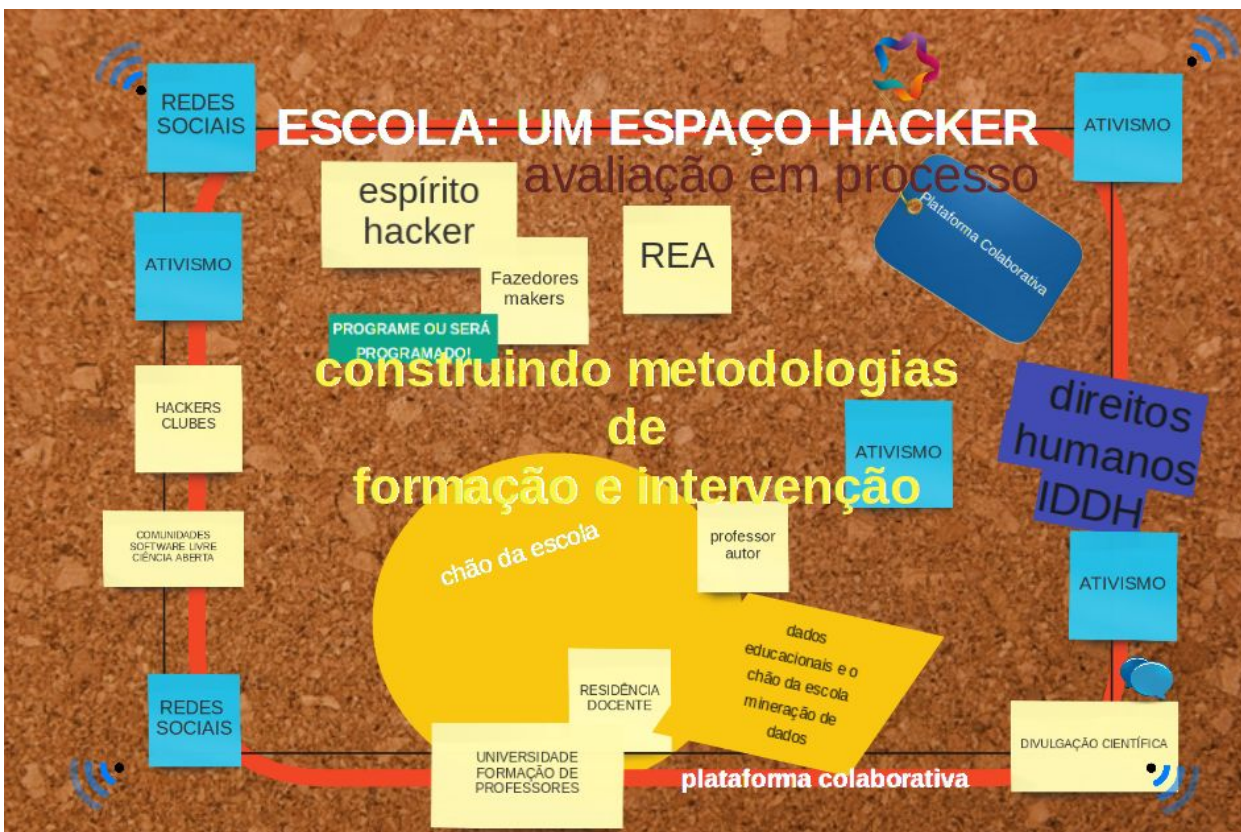 REDES
SOCIAIS
ESCOLA: UM ESPAÇO HACKER
avaliação em processo
ATIVISMO
espírito
hacker
Fazedores
makers
REA
Plataforma Colaborativa
ATIVISMO
PROGRAME OU SERÁ
PROGRAMADO!
construindo metodologias
de
formação e intervenção
HACKERS
CLUBES
ATIVISMO
direitos
humanos
IDDH
COMUNIDADES
SOFTWARE LIVRE
CIÊNCIA ABERTA
chão da escola
professor
autor
ATIVISMO
dados
educacionais e o
chão da escola
mineração de
dados
REDES
SOCIAIS
RESIDÊNCIA
DOCENTE
UNIVERSIDADE
FORMAÇÃO DE
PROFESSORES
plataforma colaborativa
DIVULGAÇÃO CIENTÍFICA